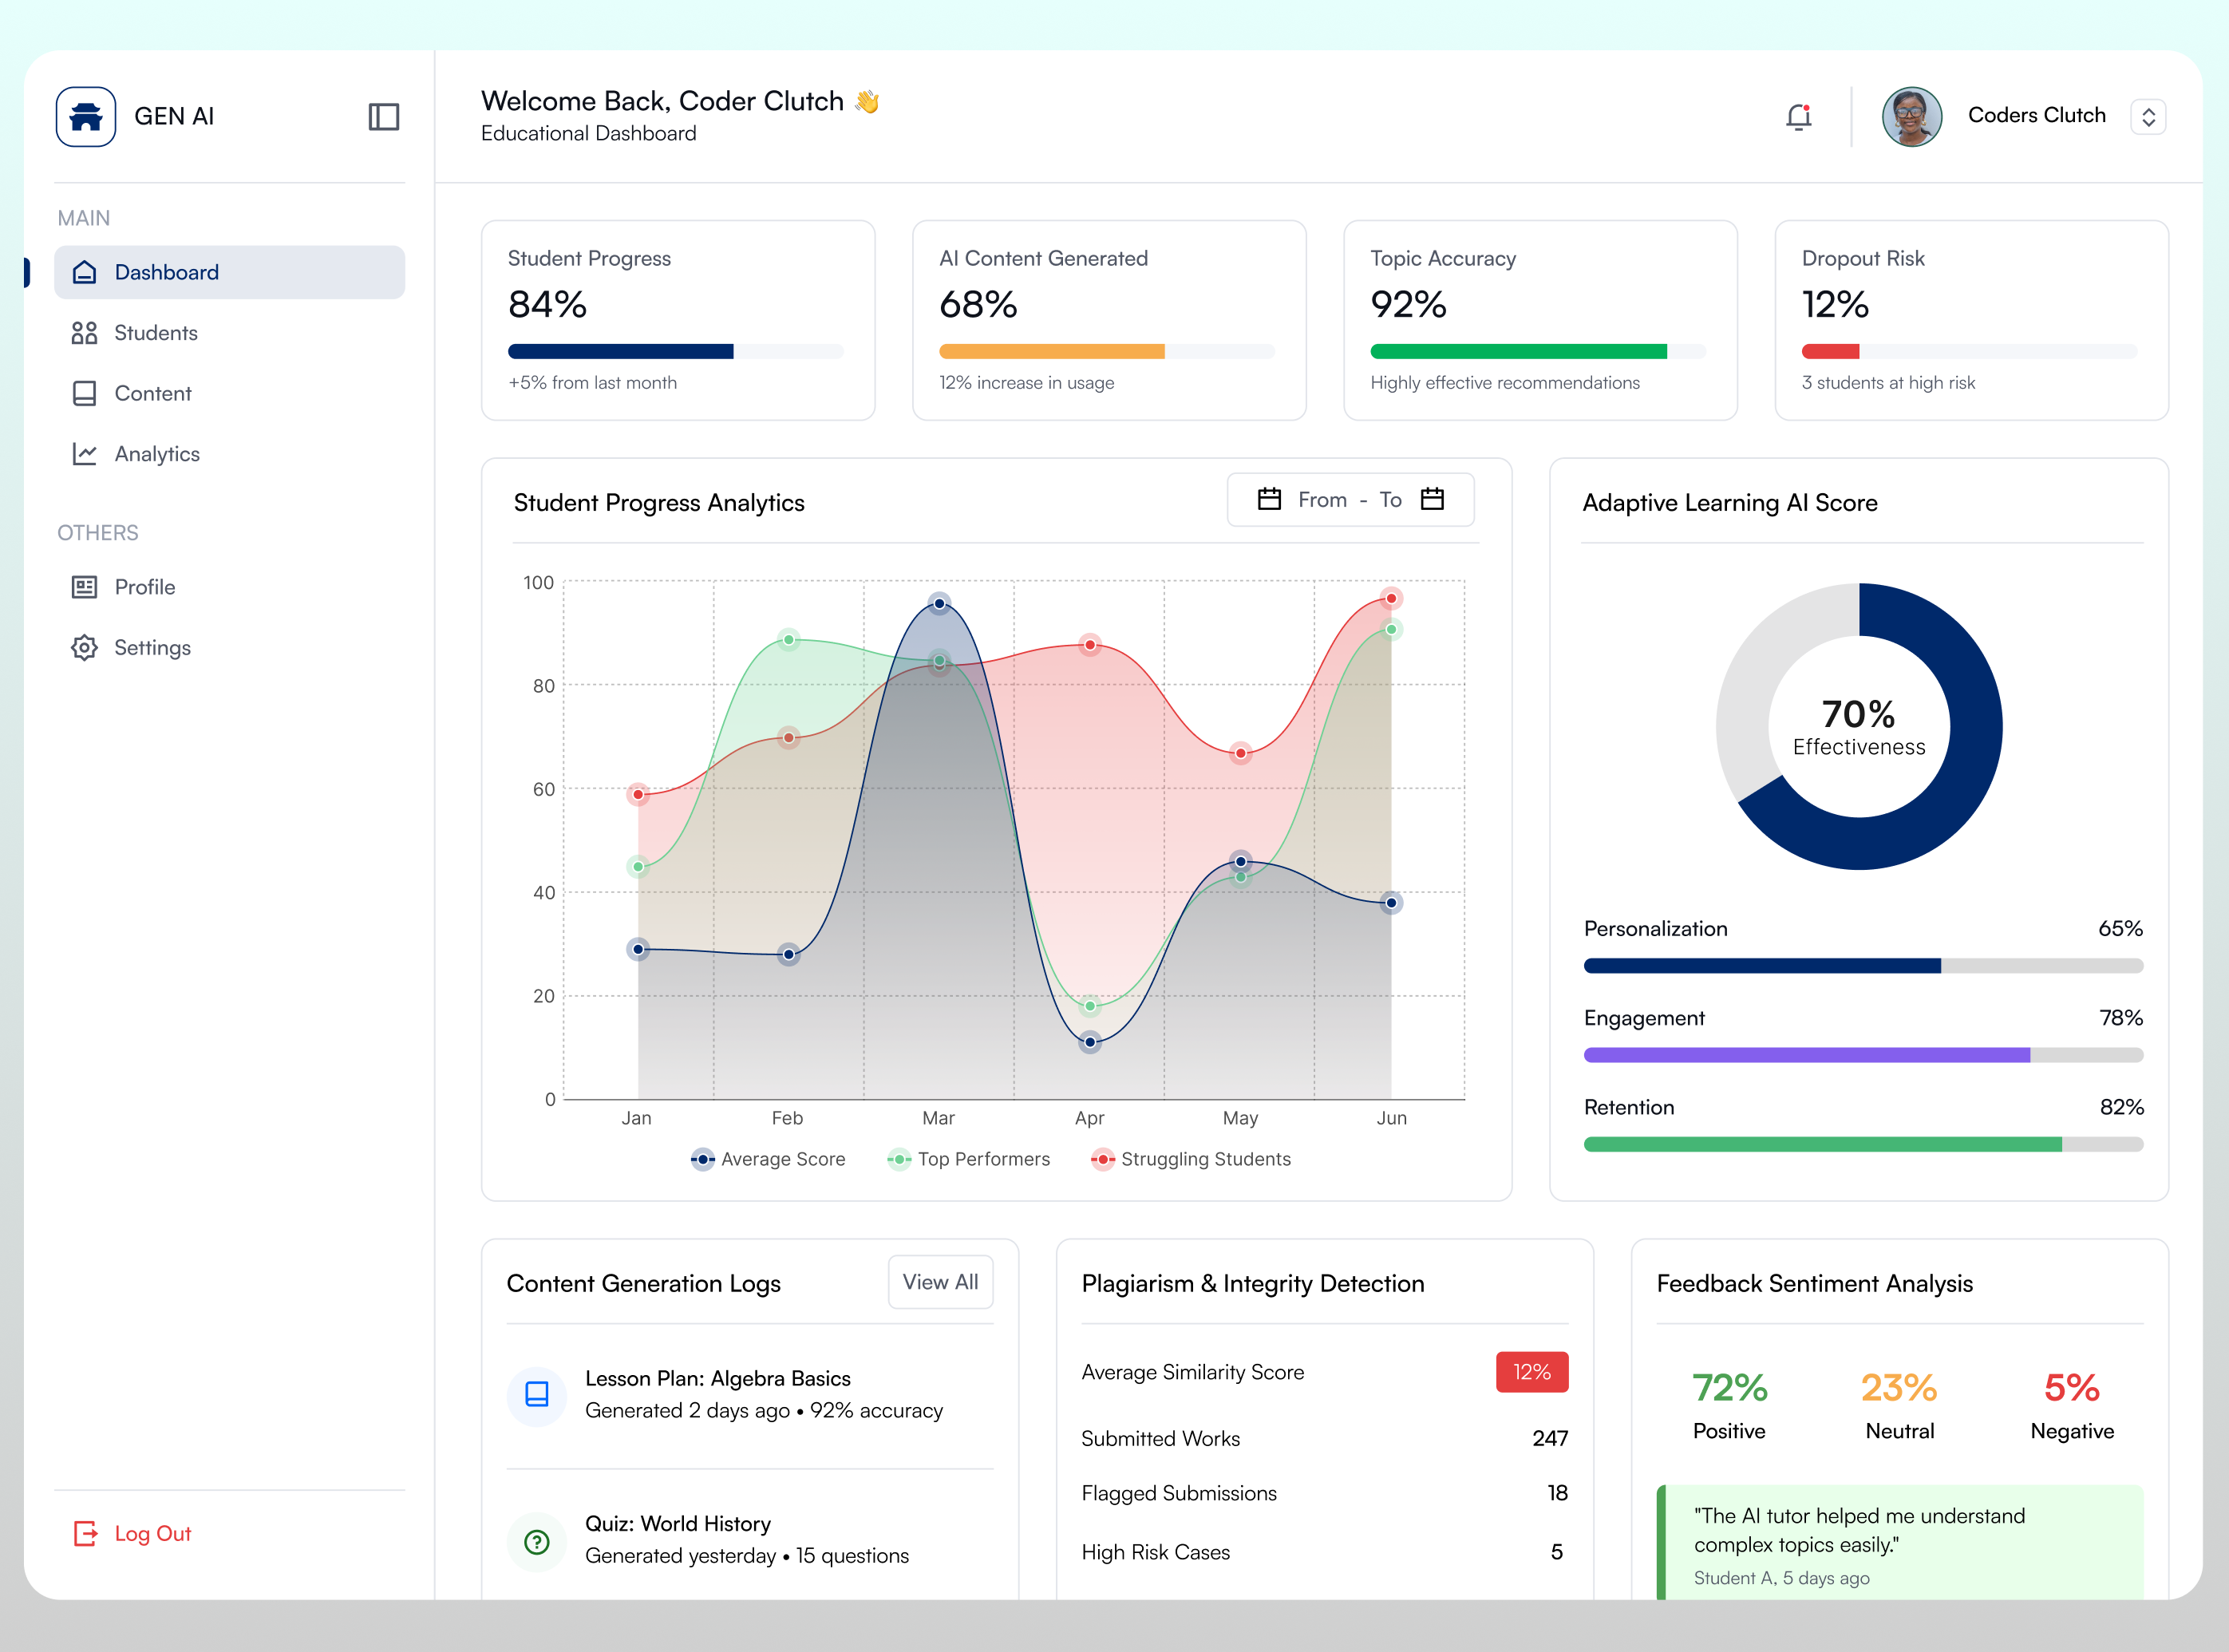 GEN AI
MAIN
Dashboard
Students
Content
Analytics
OTHERS
Profile
Settings
Log Out
Welcome Back, Coder Clutch 👋
Educational Dashboard
Coders Clutch
Student Progress
84%
+5% from last month
AI Content Generated
68%
12% increase in usage
Topic Accuracy
92%
Highly effective recommendations
Dropout Risk
12%
3 students at high risk
Student Progress Analytics
From - To
100
80
60
40
20
0
Jan Feb Mar Apr May Jun
Average Score Top Performers Struggling Students
Adaptive Learning AI Score
70%
Effectiveness
Personalization 65%
Engagement 78%
Retention 82%
Content Generation Logs
View All
Lesson Plan: Algebra Basics
Generated 2 days ago • 92% accuracy
Quiz: World History
Generated yesterday • 15 questions
Plagiarism & Integrity Detection
Average Similarity Score 12%
Submitted Works 247
Flagged Submissions 18
High Risk Cases 5
Feedback Sentiment Analysis
72% 23% 5%
Positive Neutral Negative
"The AI tutor helped me understand
complex topics easily."
Student A, 5 days ago